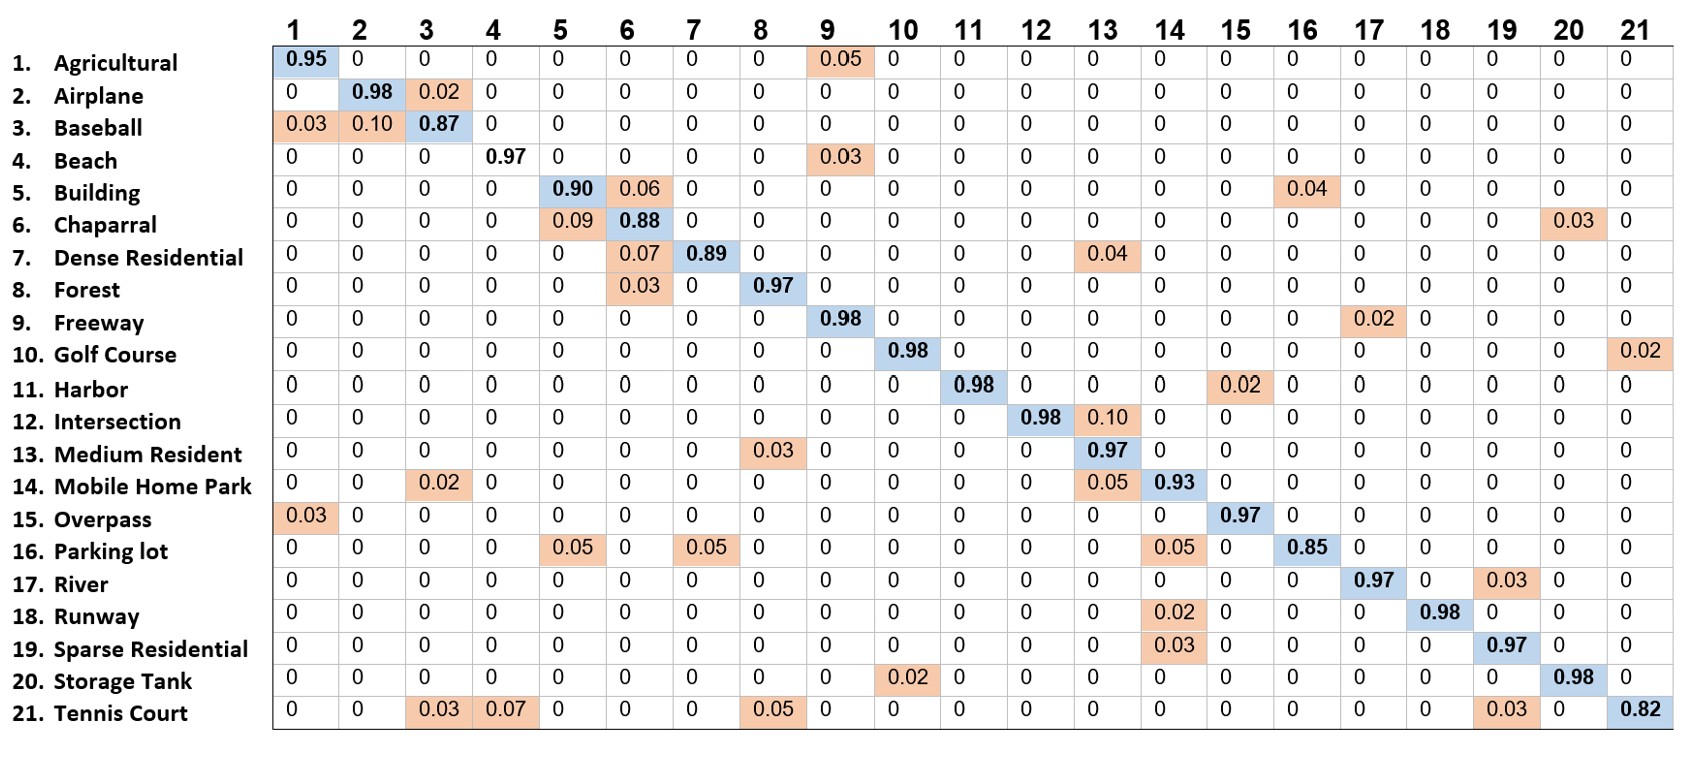 1 2 3 4 5 6 7 8 9 10 11 12 13 14 15 16 17 18 19 20 21
1. Agricultural 0.95 0 0 0 0 0 0 0 0.05 0 0 0 0 0 0 0 0 0 0 0 0
2. Airplane 0 0.98 0.02 0 0 0 0 0 0 0 0 0 0 0 0 0 0 0 0 0 0
3. Baseball 0.03 0.10 0.87 0 0 0 0 0 0 0 0 0 0 0 0 0 0 0 0 0 0
4. Beach 0 0 0 0.97 0 0 0 0 0.03 0 0 0 0 0 0 0 0 0 0 0 0
5. Building 0 0 0 0 0.90 0.06 0 0 0 0 0 0 0 0 0 0.04 0 0 0 0 0
6. Chaparral 0 0 0 0 0.09 0.88 0 0 0 0 0 0 0 0 0 0 0 0 0 0.03 0
7. Dense Residential 0 0 0 0 0 0.07 0.89 0 0 0 0 0 0.04 0 0 0 0 0 0 0 0
8. Forest 0 0 0 0 0 0.03 0 0.97 0 0 0 0 0 0 0 0 0 0 0 0 0
9. Freeway 0 0 0 0 0 0 0 0 0.98 0 0 0 0 0 0 0 0.02 0 0 0 0
10. Golf Course 0 0 0 0 0 0 0 0 0 0.98 0 0 0 0 0 0 0 0 0 0 0.02
11. Harbor 0 0 0 0 0 0 0 0 0 0 0.98 0 0 0 0.02 0 0 0 0 0 0
12. Intersection 0 0 0 0 0 0 0 0 0 0 0 0.98 0.10 0 0 0 0 0 0 0 0
13. Medium Resident 0 0 0 0 0 0 0 0.03 0 0 0 0 0.97 0 0 0 0 0 0 0 0
14. Mobile Home Park 0 0 0.02 0 0 0 0 0 0 0 0 0 0.05 0.93 0 0 0 0 0 0 0
15. Overpass 0.03 0 0 0 0 0 0 0 0 0 0 0 0 0 0.97 0 0 0 0 0 0
16. Parking lot 0 0 0 0 0.05 0 0.05 0 0 0 0 0 0 0.05 0 0.85 0 0 0 0 0
17. River 0 0 0 0 0 0 0 0 0 0 0 0 0 0 0 0 0.97 0 0.03 0 0
18. Runway 0 0 0 0 0 0 0 0 0 0 0 0 0 0.02 0 0 0 0.98 0 0 0
19. Sparse Residential 0 0 0 0 0 0 0 0 0 0 0 0 0 0.03 0 0 0 0 0.97 0 0
20. Storage Tank 0 0 0 0 0 0 0 0 0 0.02 0 0 0 0 0 0 0 0 0 0.98 0
21. Tennis Court 0 0 0.03 0.07 0 0 0 0.05 0 0 0 0 0 0 0 0 0 0 0.03 0 0.82